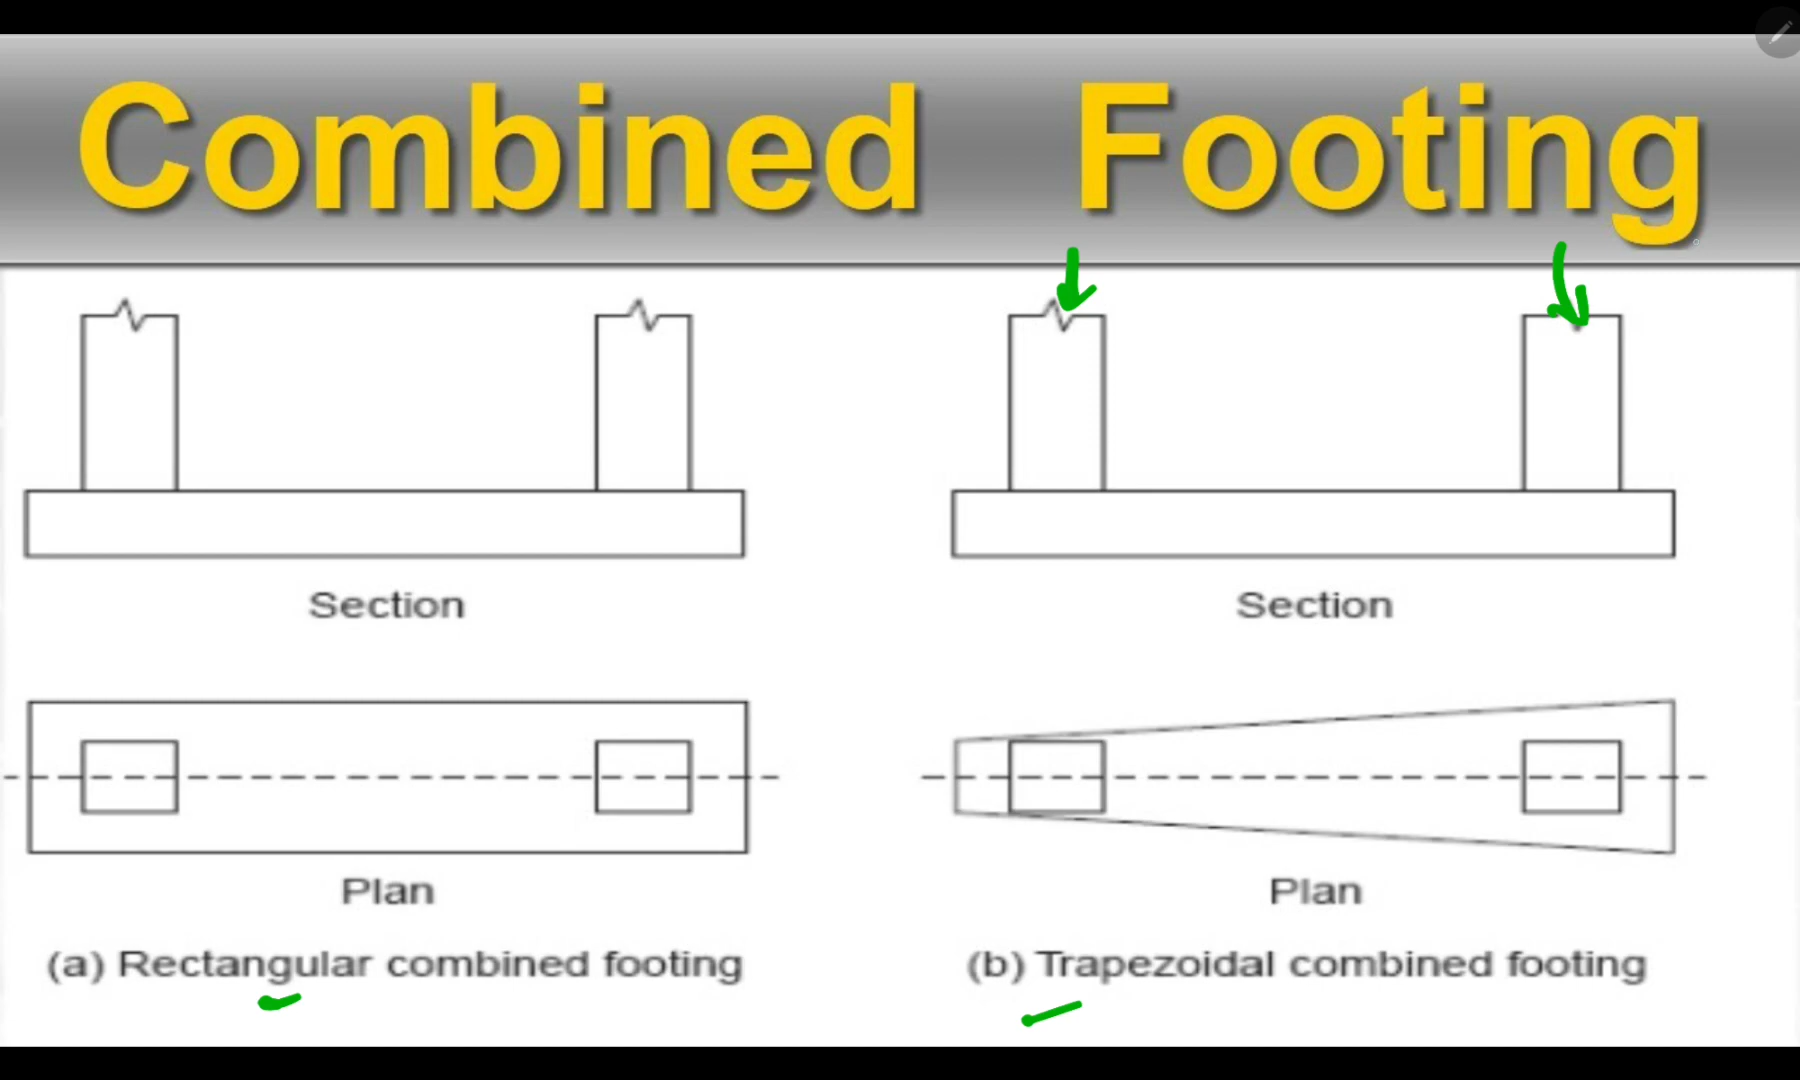 Combined Footing
Section
Section
Plan
Plan
(a) Rectangular combined footing
(b) Trapezoidal combined footing